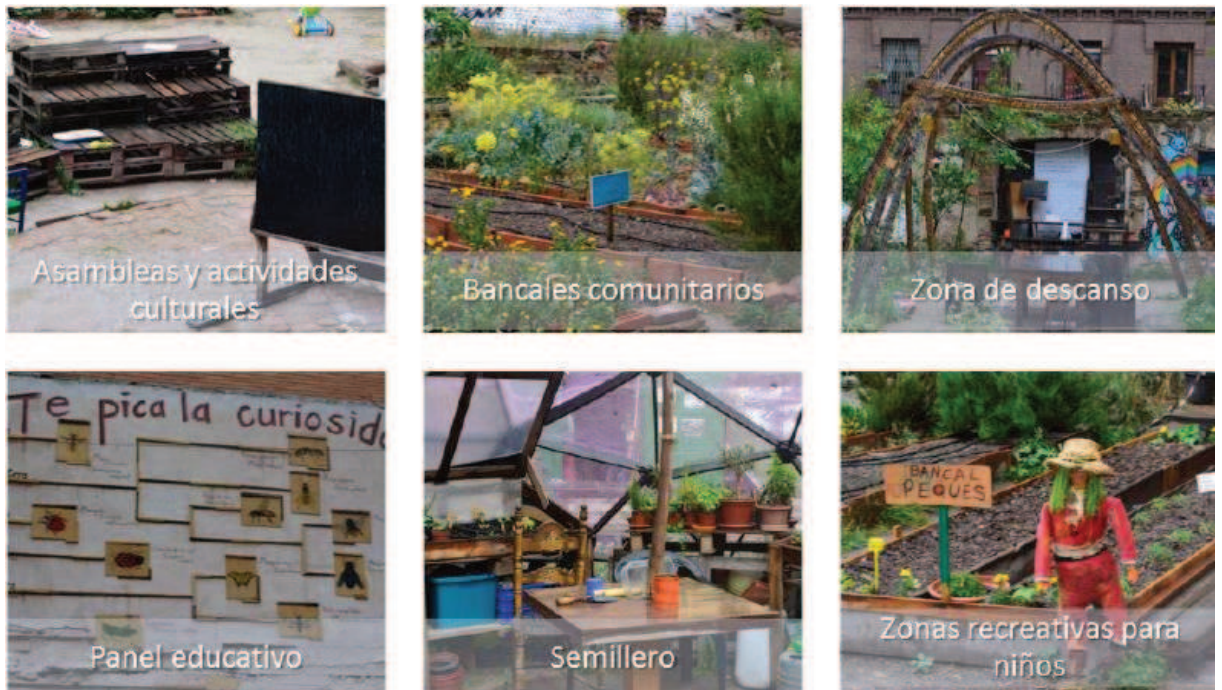 Asambleas y actividades
culturales
Bancales comunitarios
Zona de descanso
Te pica la curiosid
Panel educativo
Semillero
BANCAL
PEQUES
Zonas recreativas para
niños